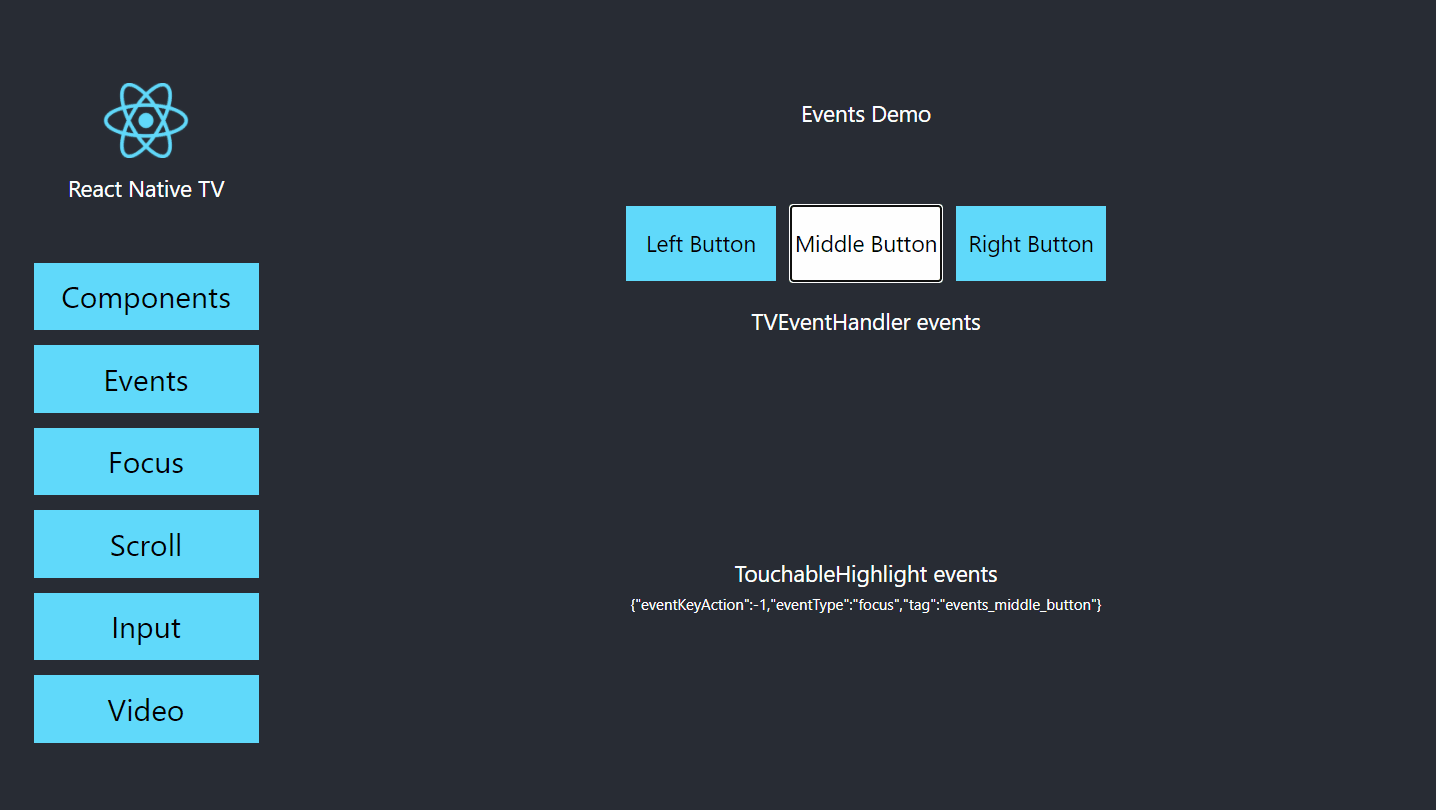 React Native TV
Components
Events
Focus
Scroll
Input
Video
Events Demo
Left Button
Middle Button
Right Button
TVEventHandler events
TouchableHighlight events
{"eventKeyAction":-1,"eventType":"focus","tag":"events_middle_button"}